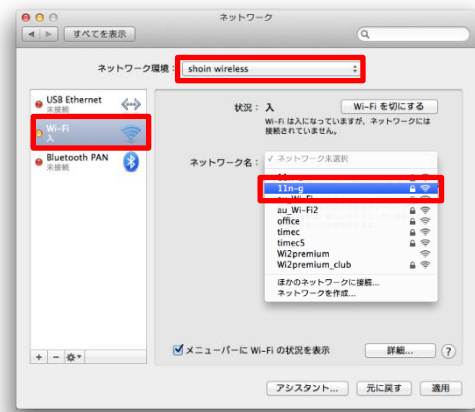 ネットワーク
すべてを表示
ネットワーク環境： shoin wireless
USB Ethernet
未接続
Wi-Fi
入
Bluetooth PAN
未接続
状況： 入
Wi-Fi を切にする
Wi-Fi は入になっていますが、ネットワークには
接続されていません。
ネットワーク名： ✓ ネットワーク未選択
11n-g
au_Wi-Fi
au_Wi-Fi2
office
timec
timec5
Wi2premium
Wi2premium_club
ほかのネットワークに接続...
ネットワークを作成...
メニューバーに Wi-Fi の状況を表示
詳細... ?
+ −
アシスタント... 元に戻す 適用